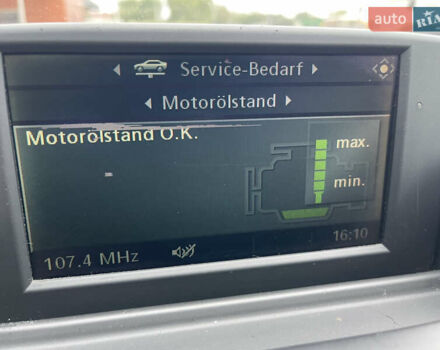 auto
RIA
Service-Bedarf
Motorölstand
Motorölstand O.K.
max.
min.
107.4 MHz
16:10